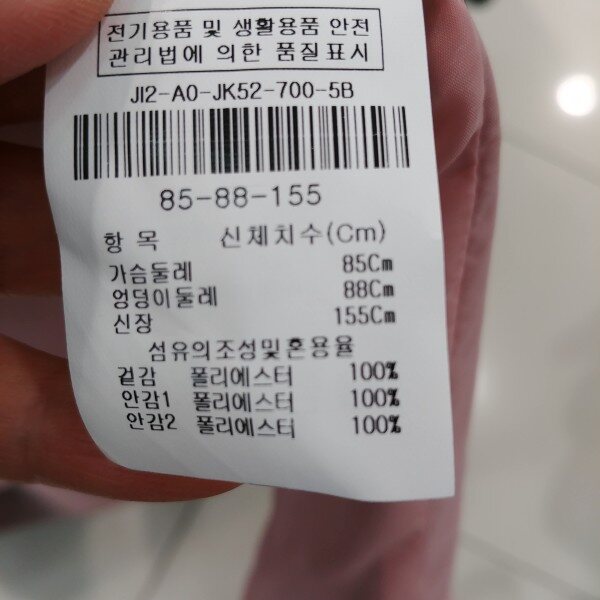 전기용품 및 생활용품 안전
관리법에 의한 품질표시
JI2-A0-JK52-700-5B
85-88-155
항 목 신체치수(Cm)
가슴둘레 85Cm
엉덩이둘레 88Cm
신장 155Cm
섬유의조성및혼용율
겉감 폴리에스터 100%
안감1 폴리에스터 100%
안감2 폴리에스터 100%